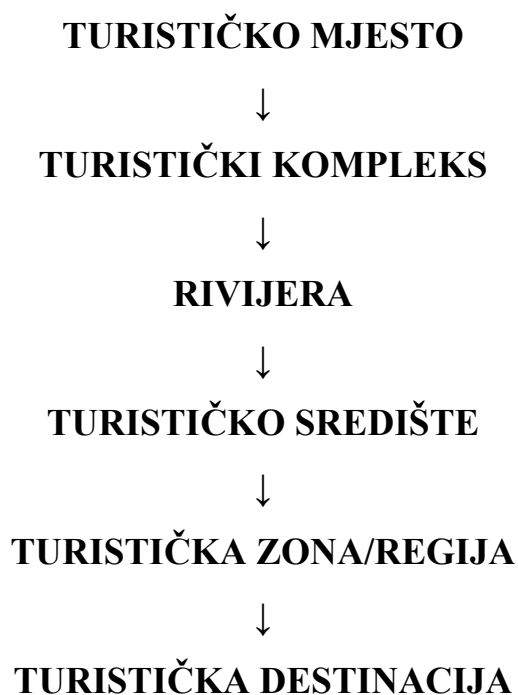 TURISTIČKO MJESTO
↓
TURISTIČKI KOMPLEKS
↓
RIVIJERA
↓
TURISTIČKO SREDIŠTE
↓
TURISTIČKA ZONA/REGIJA
↓
TURISTIČKA DESTINACIJA